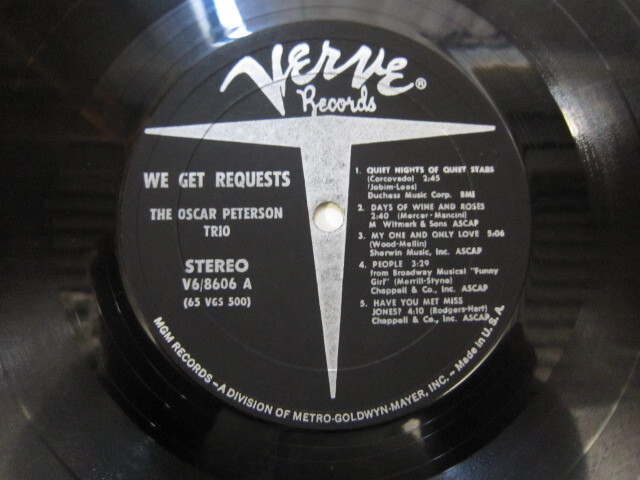 VERVE®
Records
WE GET REQUESTS
THE OSCAR PETERSON
TRIO
STEREO
V6/8606 A
(65 VGS 500)
1. QUIET NIGHTS OF QUIET STARS
(Corcovado) 2:45
(Jobim-Lees)
Duchess Music Corp. BMI
2. DAYS OF WINE AND ROSES
2:40 (Mercer-Mancini)
M Witmark & Sons ASCAP
3. MY ONE AND ONLY LOVE 5:06
(Wood-Mellin)
Sherwin Music, Inc. ASCAP
4. PEOPLE 3:29
from Broadway Musical "Funny
Girl" (Merrill-Styne)
Chappell & Co., Inc. ASCAP
5. HAVE YOU MET MISS
JONES? 4:10 (Rodgers-Hart)
Chappell & Co., Inc. ASCAP
MGM RECORDS – A DIVISION OF METRO-GOLDWYN-MAYER, INC. – Made in U.S.A.